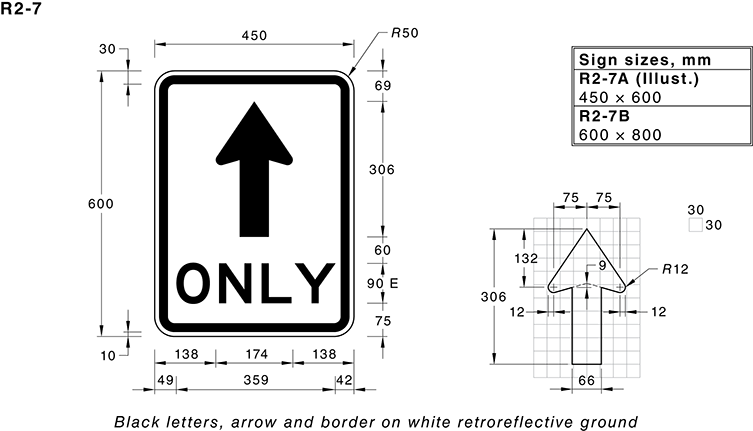 R2-7
450
R50
30
69
306
600
60
90 E
75
10
138 174 138
49 359 42
ONLY
Sign sizes, mm
R2-7A (Illust.)
450 × 600
R2-7B
600 × 800
75 75
30
30
132
9
R12
306
12 12
66
Black letters, arrow and border on white retroreflective ground